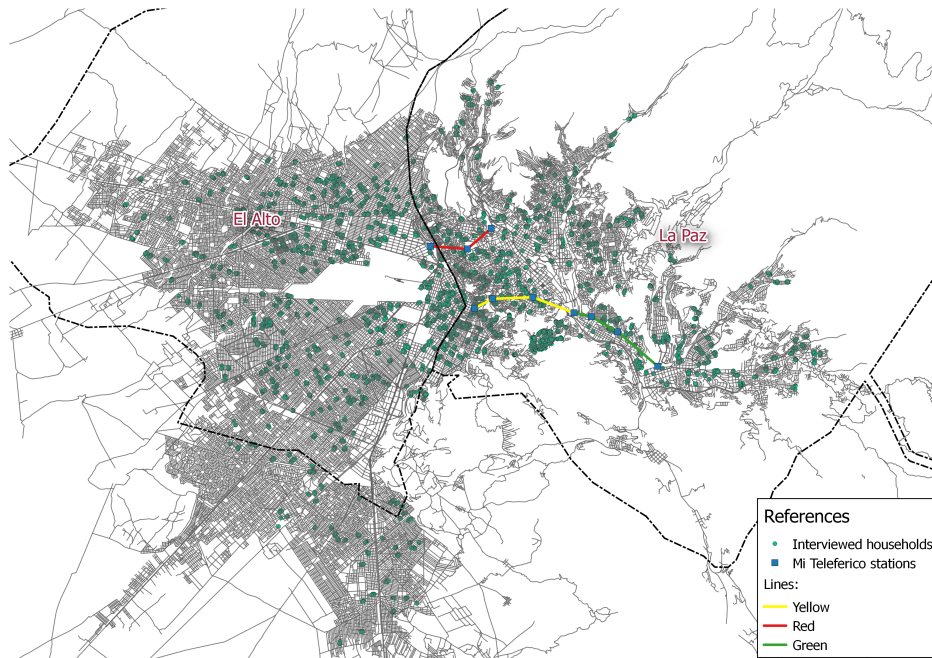 El Alto
La Paz
References
Interviewed households
Mi Teleferico stations
Lines:
Yellow
Red
Green